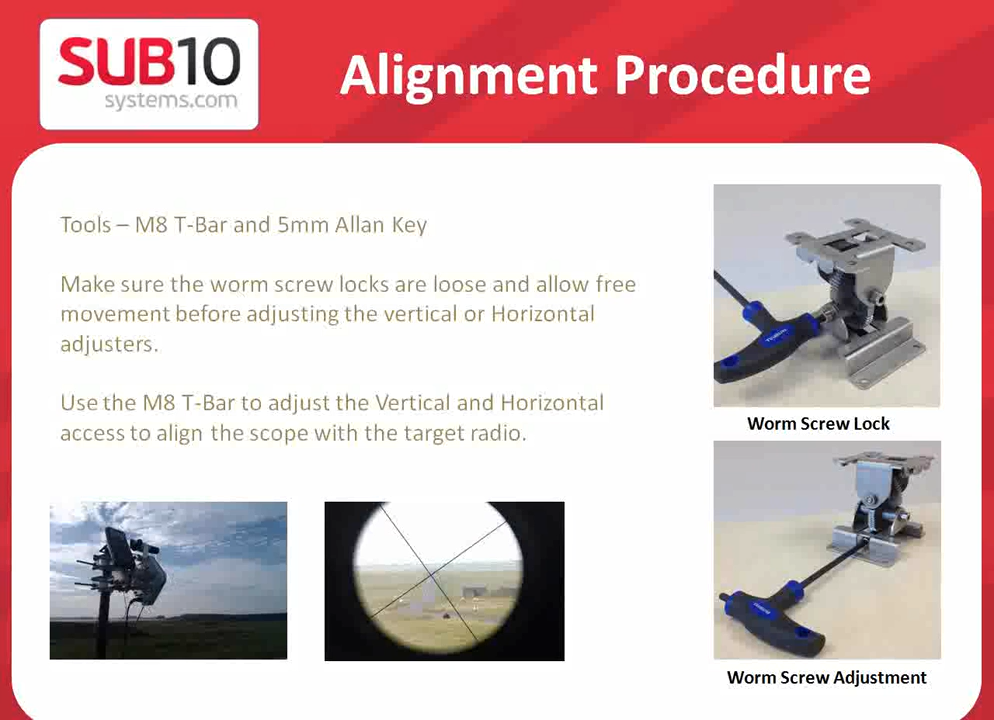 SUB10
systems.com
Alignment Procedure
Tools – M8 T-Bar and 5mm Allan Key
Make sure the worm screw locks are loose and allow free
movement before adjusting the vertical or Horizontal
adjusters.
Use the M8 T-Bar to adjust the Vertical and Horizontal
access to align the scope with the target radio.
Worm Screw Lock
Worm Screw Adjustment